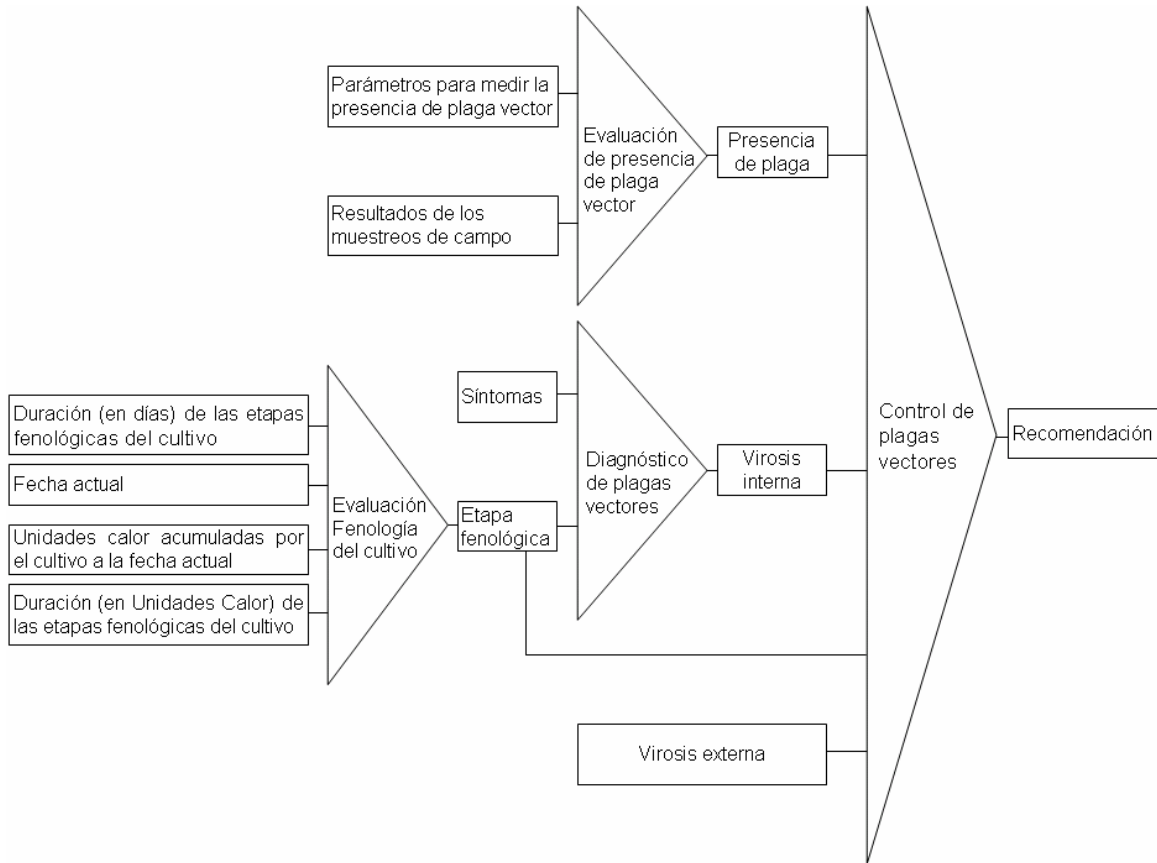 Parámetros para medir la
presencia de plaga vector
Resultados de los
muestreos de campo
Evaluación
de presencia
de plaga
vector
Presencia
de plaga
Duración (en días) de las etapas
fenológicas del cultivo
Fecha actual
Unidades calor acumuladas por
el cultivo a la fecha actual
Duración (en Unidades Calor) de
las etapas fenológicas del cultivo
Evaluación
Fenología
del cultivo
Etapa
fenológica
Síntomas
Diagnóstico
de plagas
vectores
Virosis
interna
Virosis externa
Control de
plagas
vectores
Recomendación